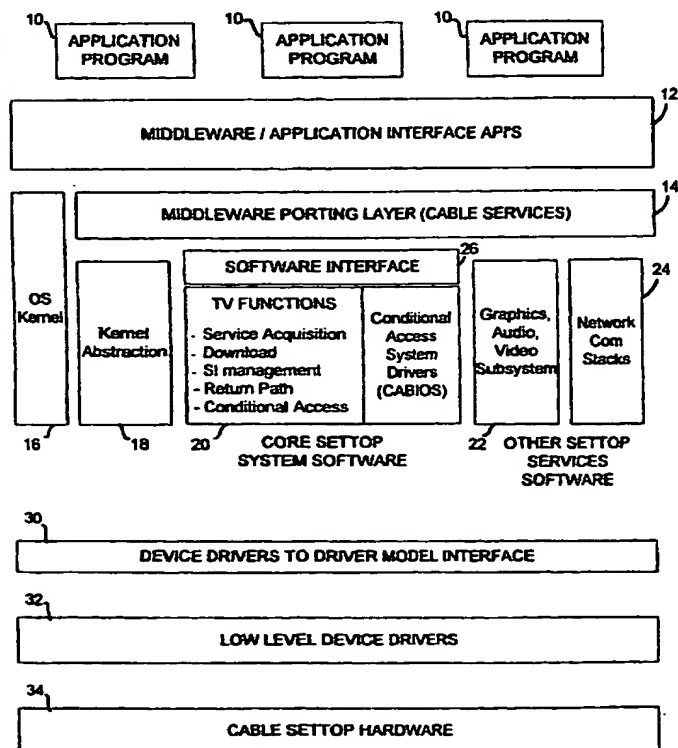 10 10 10
APPLICATION PROGRAM
APPLICATION PROGRAM
APPLICATION PROGRAM
12
MIDDLEWARE / APPLICATION INTERFACE API'S
14
MIDDLEWARE PORTING LAYER (CABLE SERVICES)
26
SOFTWARE INTERFACE
24
OS
Kernel
Kernel
Abstraction
TV FUNCTIONS
- Service Acquisition
- Download
- SI management
- Return Path
- Conditional Access
Conditional
Access
System
Drivers
(CABIOS)
Graphics,
Audio,
Video
Subsystem
Network
Com
Stacks
16 18 20 22
CORE SETTOP
SYSTEM SOFTWARE
OTHER SETTOP
SERVICES
SOFTWARE
30
DEVICE DRIVERS TO DRIVER MODEL INTERFACE
32
LOW LEVEL DEVICE DRIVERS
34
CABLE SETTOP HARDWARE